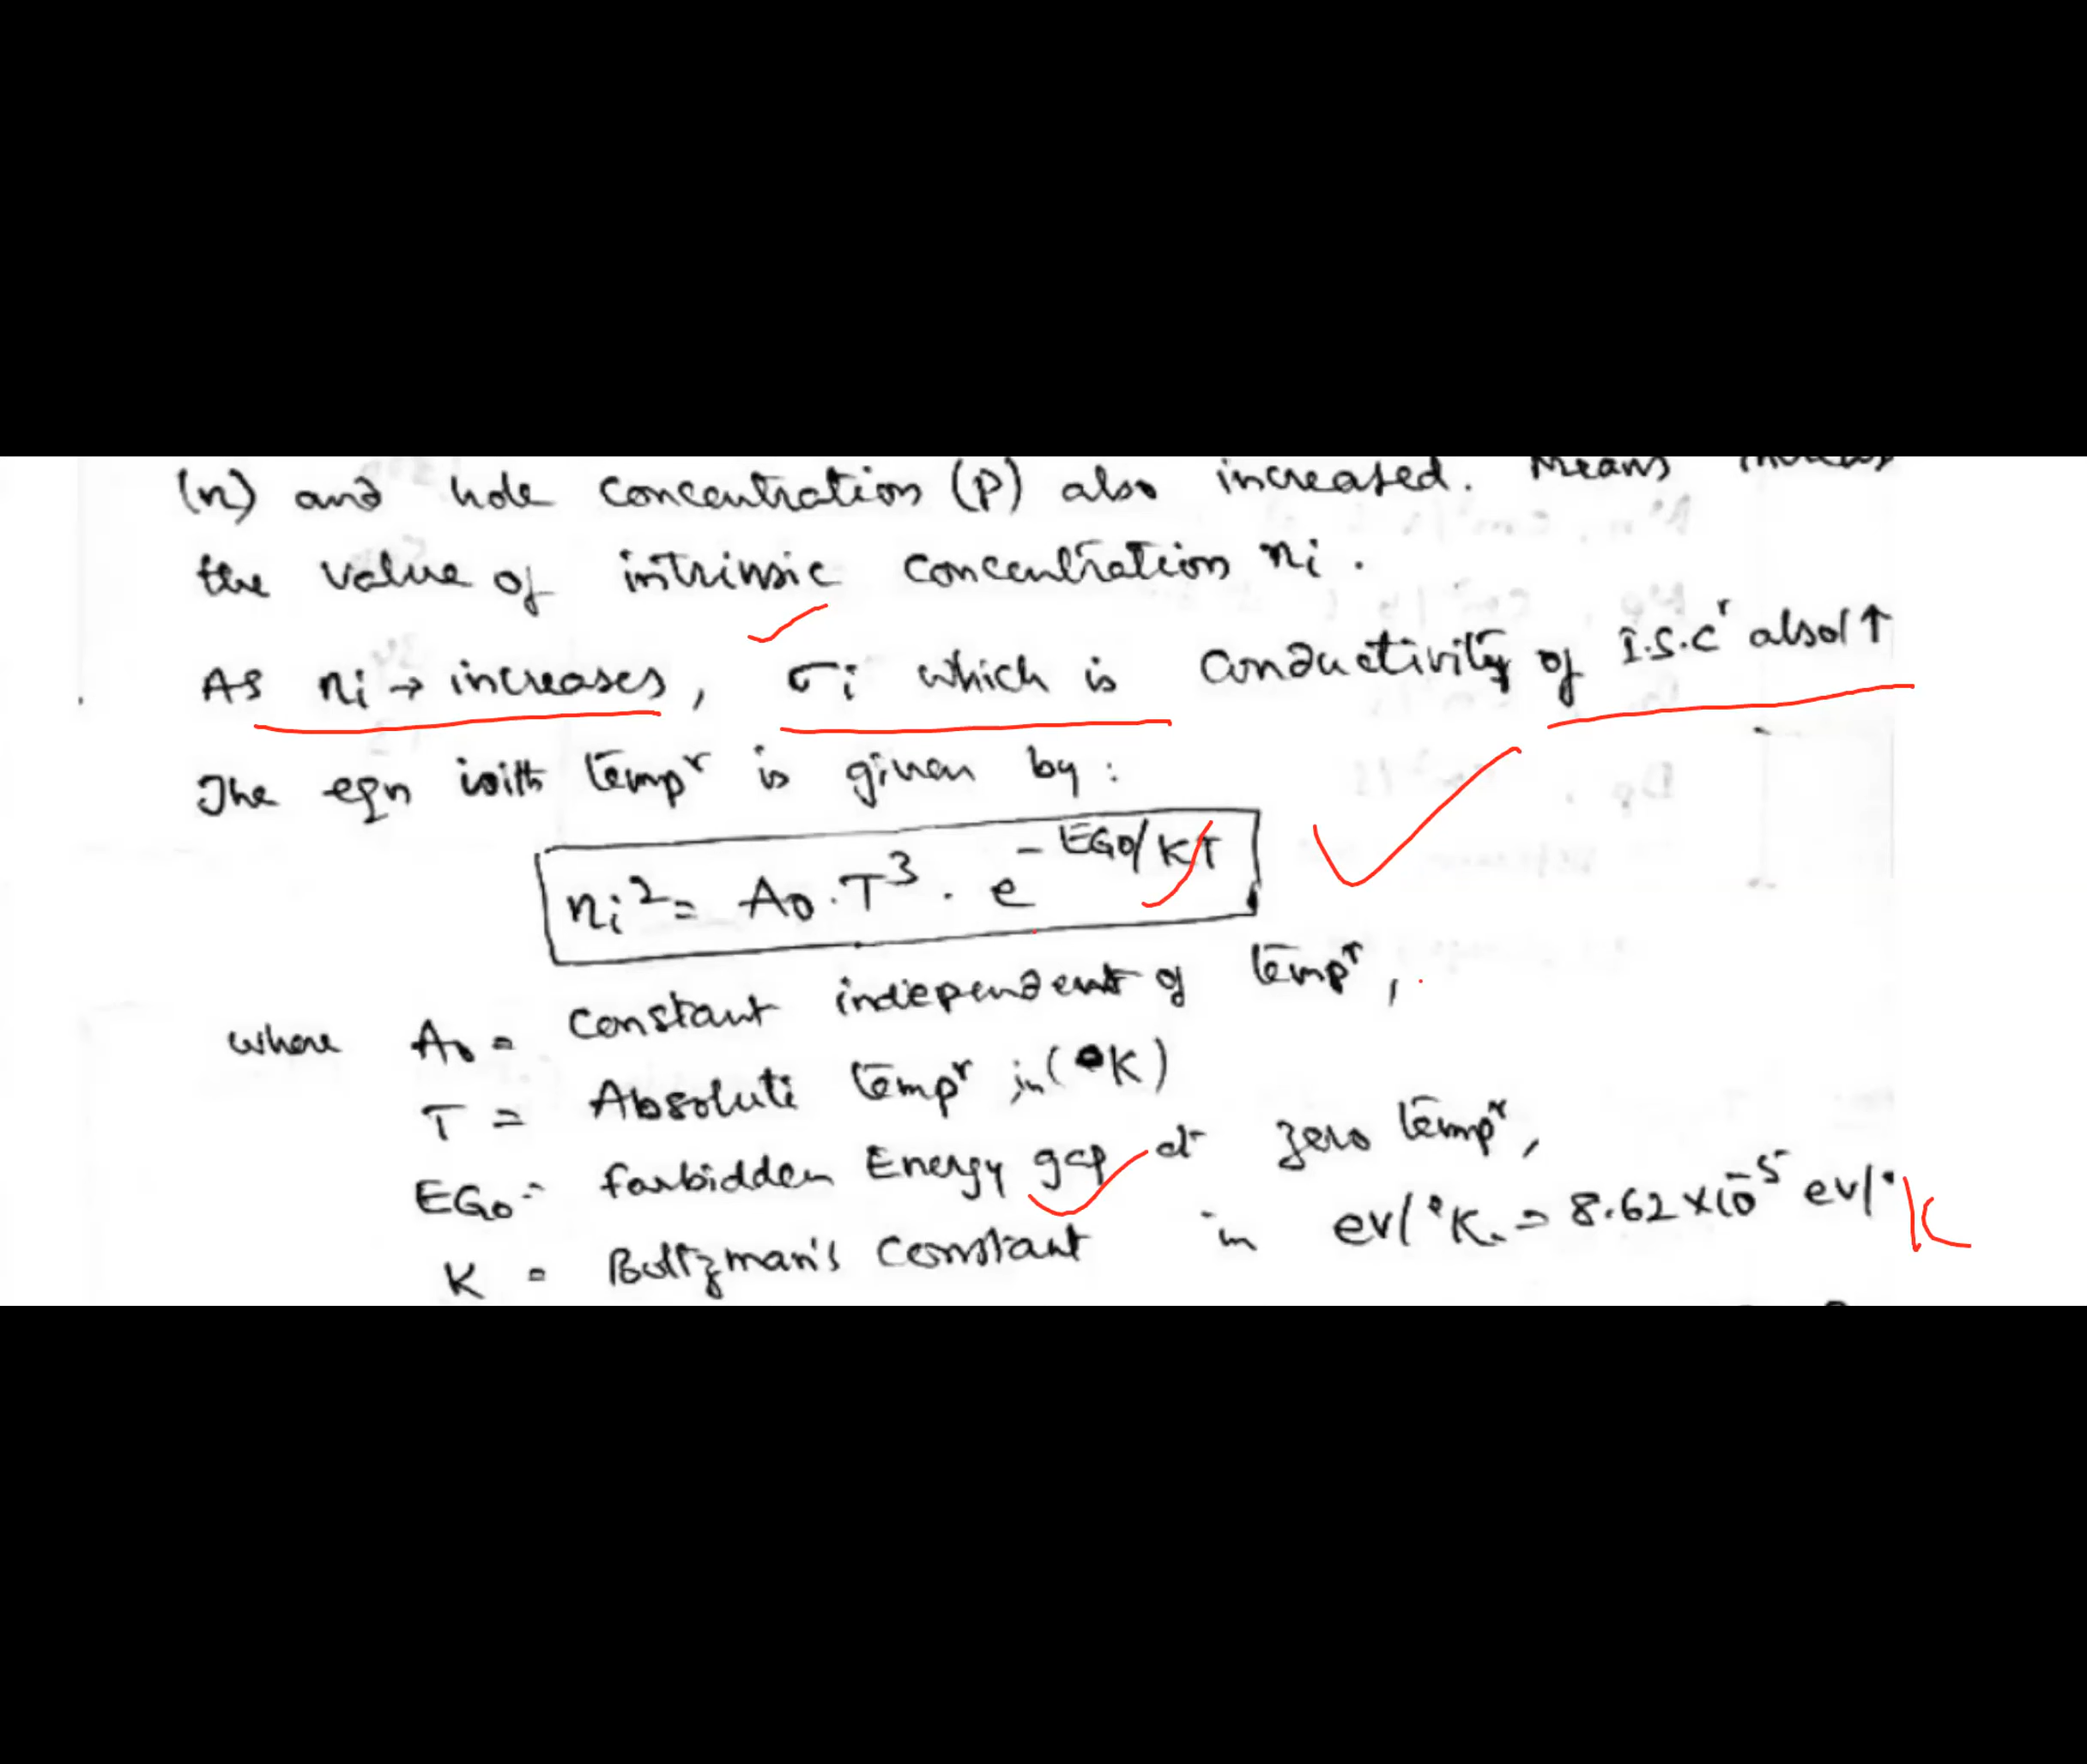 (n) and hole concentration (P) also increased. Means
the value of intrinsic concentration ni.
As ni → increases, σi which is conductivity of I.S.Cʳ also ↑
The eqn with tempʳ is given by:
ni² = A₀.T³. e^-EG₀/KT
where A₀ = constant independent of tempʳ,
T = Absolute tempʳ in (°K)
EG₀ = forbidden Energy gap at zero tempʳ,
K = Boltzman's constant in ev/°K. = 8.62 x 10⁻⁵ ev/°K